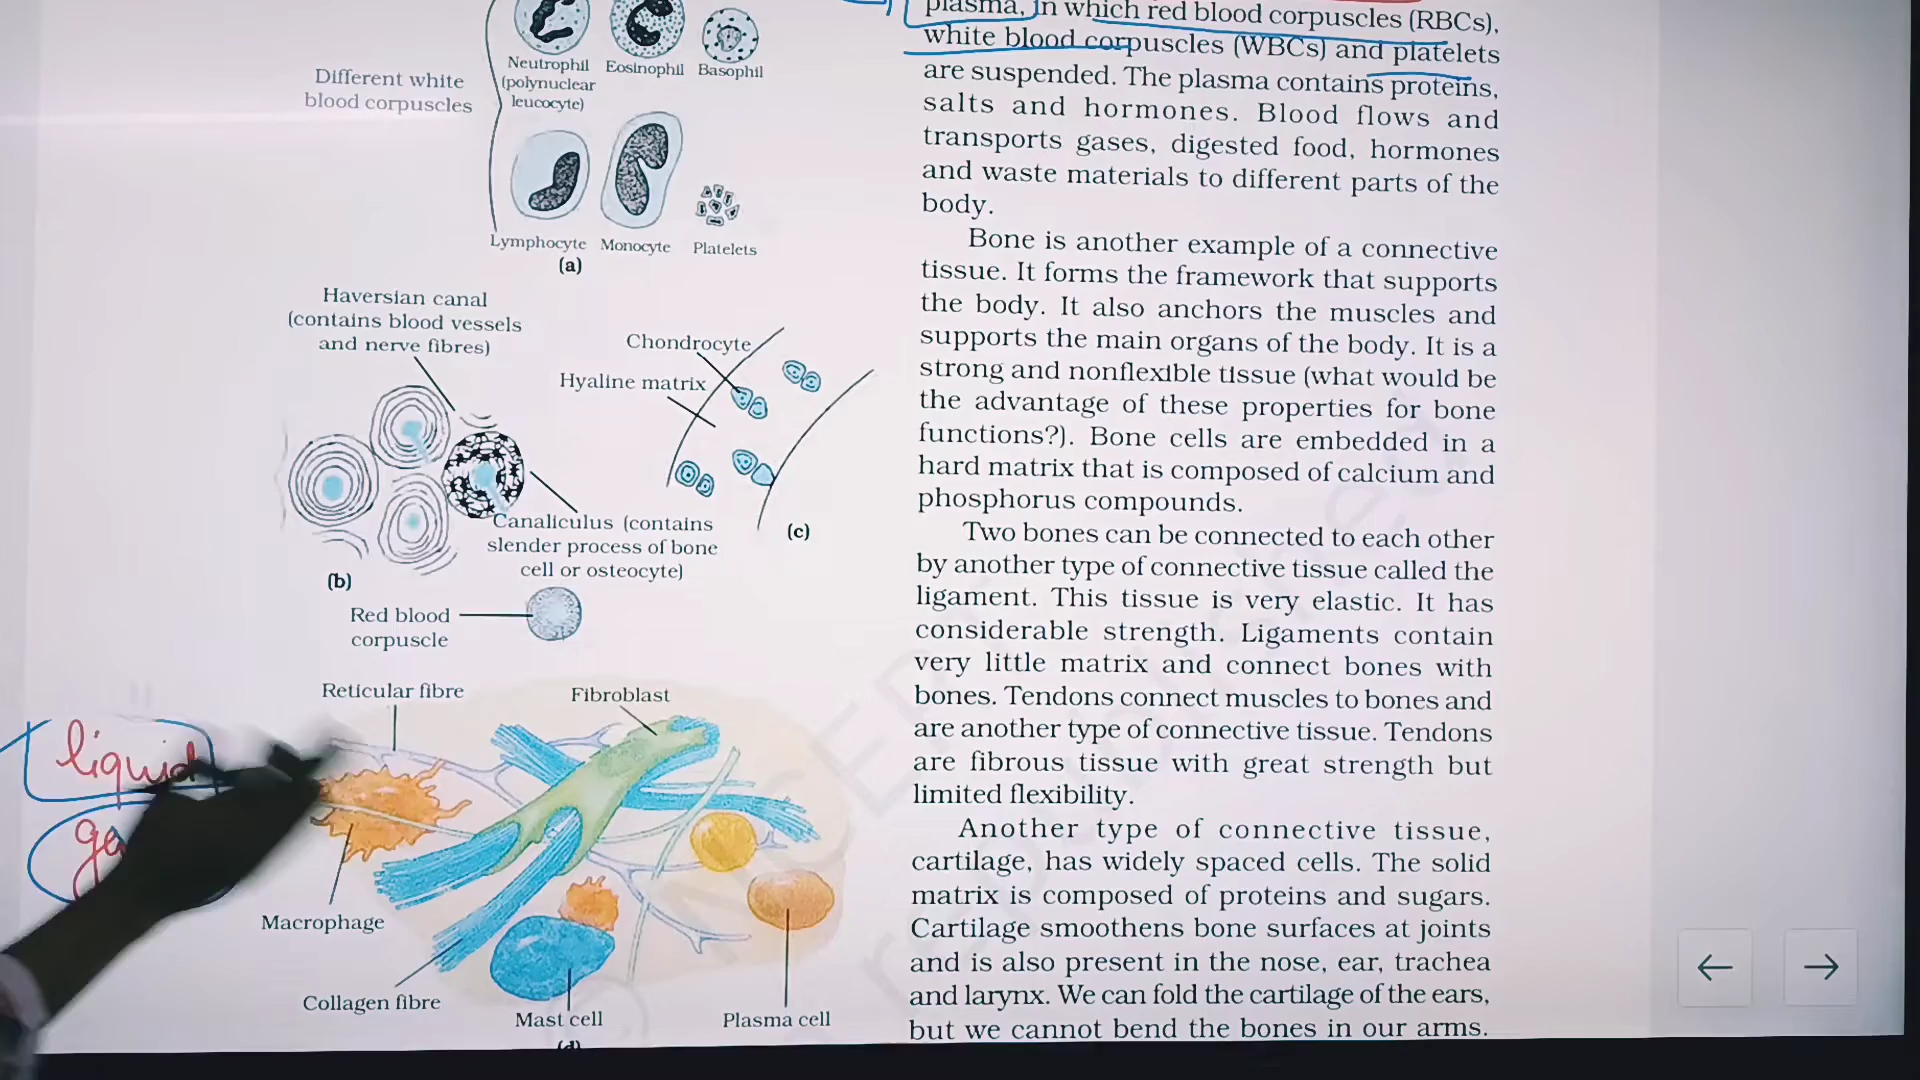 Different white
blood corpuscles
Neutrophil
(polynuclear
leucocyte)
Eosinophil
Basophil
Lymphocyte
Monocyte
Platelets
(a)
Haversian canal
(contains blood vessels
and nerve fibres)
Chondrocyte
Hyaline matrix
Canaliculus (contains
slender process of bone
cell or osteocyte)
(c)
(b)
Red blood
corpuscle
Reticular fibre
Fibroblast
liquid
Macrophage
Collagen fibre
Mast cell
Plasma cell
(d)
plasma, in which red blood corpuscles (RBCs),
white blood corpuscles (WBCs) and platelets
are suspended. The plasma contains proteins,
salts and hormones. Blood flows and
transports gases, digested food, hormones
and waste materials to different parts of the
body.
Bone is another example of a connective
tissue. It forms the framework that supports
the body. It also anchors the muscles and
supports the main organs of the body. It is a
strong and nonflexible tissue (what would be
the advantage of these properties for bone
functions?). Bone cells are embedded in a
hard matrix that is composed of calcium and
phosphorus compounds.
Two bones can be connected to each other
by another type of connective tissue called the
ligament. This tissue is very elastic. It has
considerable strength. Ligaments contain
very little matrix and connect bones with
bones. Tendons connect muscles to bones and
are another type of connective tissue. Tendons
are fibrous tissue with great strength but
limited flexibility.
Another type of connective tissue,
cartilage, has widely spaced cells. The solid
matrix is composed of proteins and sugars.
Cartilage smoothens bone surfaces at joints
and is also present in the nose, ear, trachea
and larynx. We can fold the cartilage of the ears,
but we cannot bend the bones in our arms.